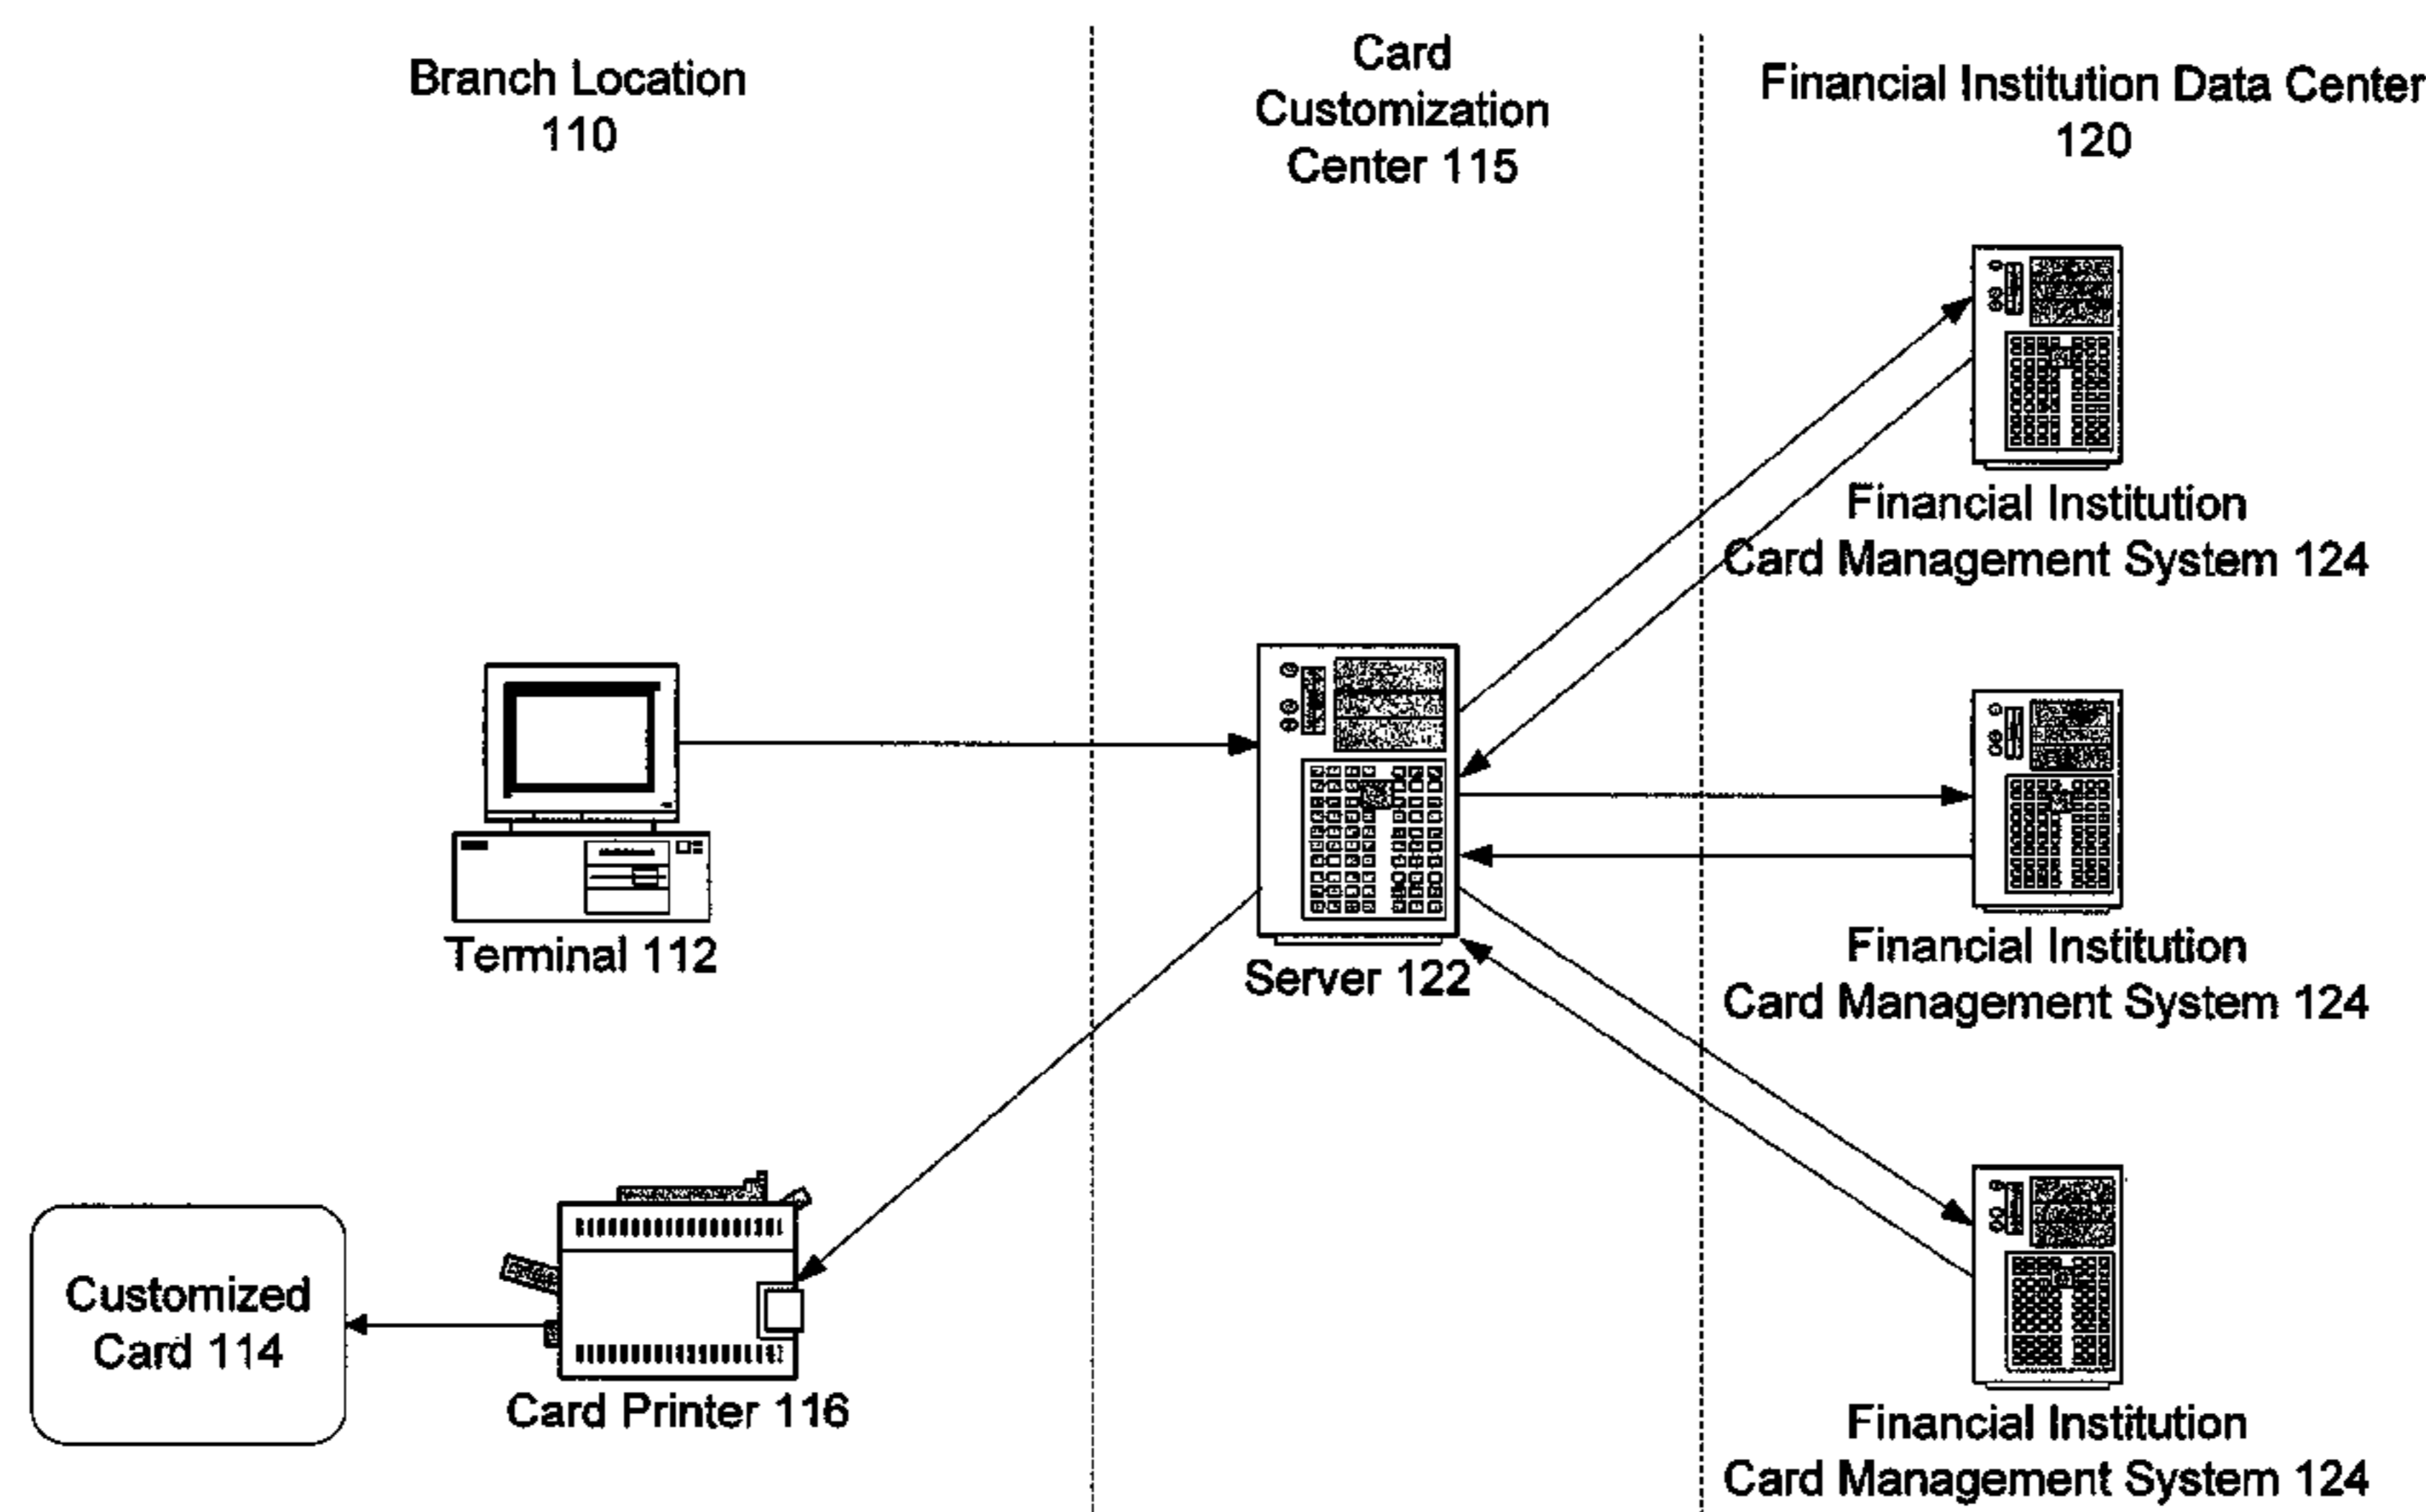 Branch Location
110
Card
Customization
Center 115
Financial Institution Data Center
120
Financial Institution
Card Management System 124
Terminal 112
Server 122
Financial Institution
Card Management System 124
Customized
Card 114
Card Printer 116
Financial Institution
Card Management System 124